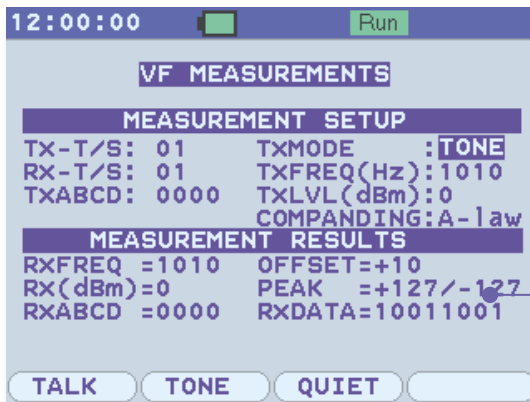 12:00:00 Run
VF MEASUREMENTS
MEASUREMENT SETUP
TX-T/S: 01 TXMODE :TONE
RX-T/S: 01 TXFREQ(Hz):1010
TXABCD: 0000 TXLVL(dBm):0
COMPANDING:A-law
MEASUREMENT RESULTS
RXFREQ =1010 OFFSET=+10
RX(dBm)=0 PEAK =+127/-127
RXABCD =0000 RXDATA=10011001
TALK TONE QUIET